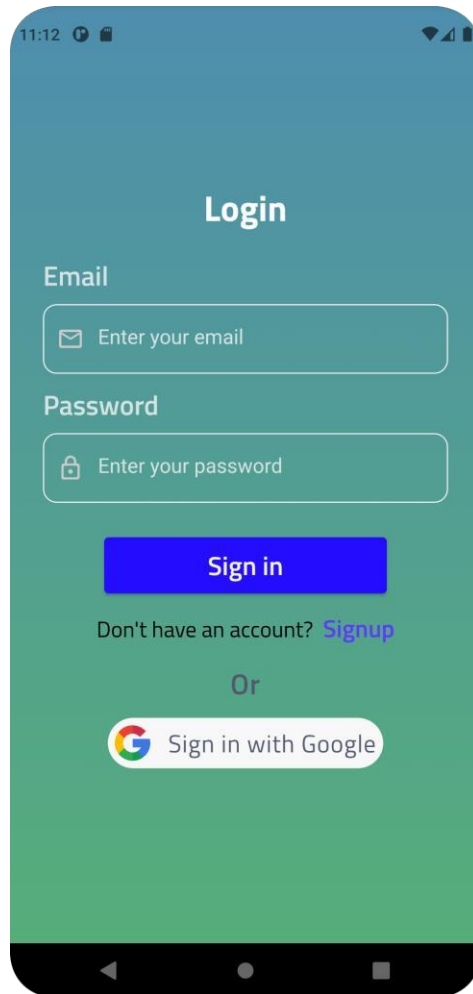 11:12
Login
Email
Enter your email
Password
Enter your password
Sign in
Don't have an account? Signup
Or
Sign in with Google